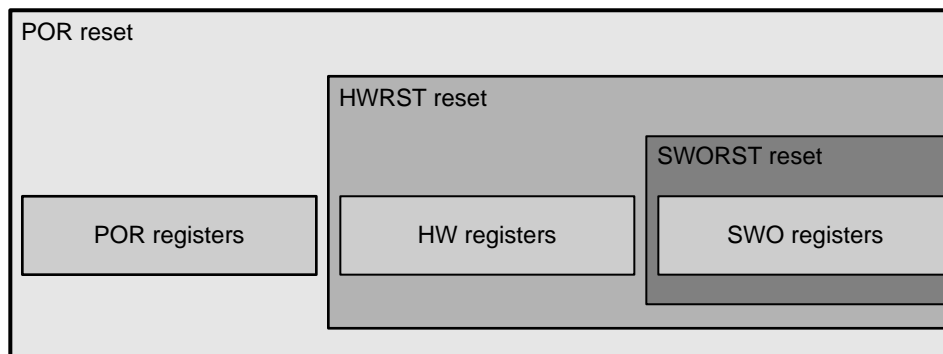 POR reset
HWRST reset
SWORST reset
POR registers
HW registers
SWO registers